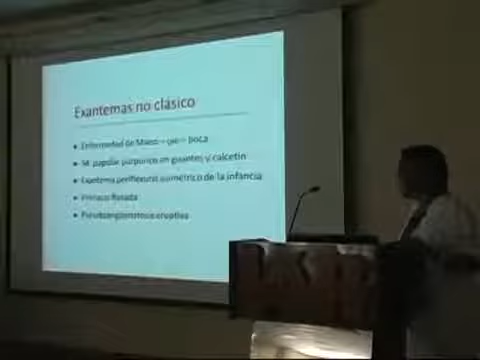 Exantemas no clásico
• Enfermedad de Mano – pie – boca
• papular purpúrico en guantes y calcetín
• Exantema periflexural asimétrico de la infancia
• Pitiriasis Rosada
• Pseudoangiomatosis eruptiva